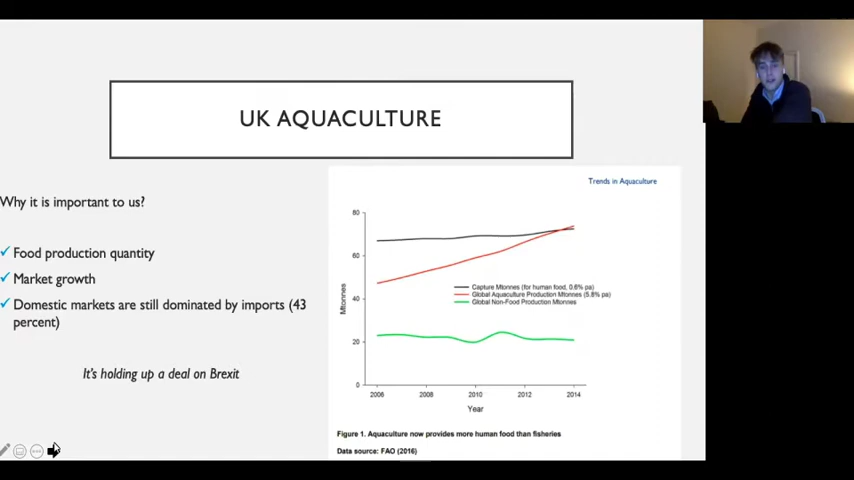 UK AQUACULTURE
Why it is important to us?
✓ Food production quantity
✓ Market growth
✓ Domestic markets are still dominated by imports (43
percent)
It's holding up a deal on Brexit
Trends in Aquaculture
80
60
40
20
0
Mtonnes
Capture Mtonnes (for human food, 0.6% pa)
Global Aquaculture Production Mtonnes (5.8% pa)
Global Non-Food Production Mtonnes
2006 2008 2010 2012 2014
Year
Figure 1. Aquaculture now provides more human food than fisheries
Data source: FAO (2016)